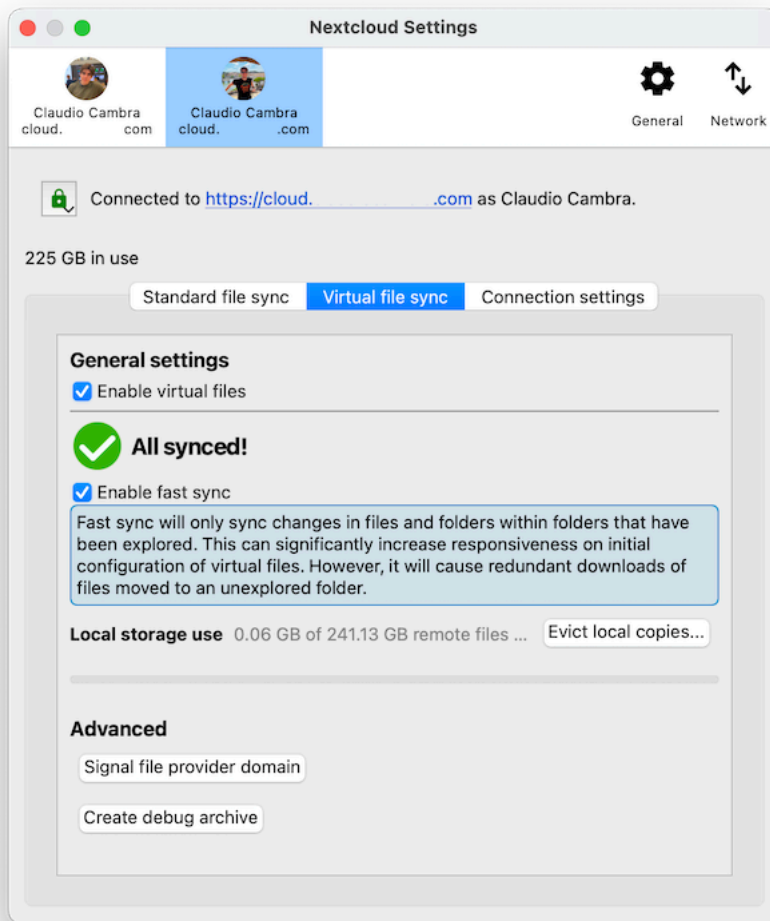 Nextcloud Settings
Claudio Cambra
cloud. com
Claudio Cambra
cloud. .com
General
Network
Connected to https://cloud. .com as Claudio Cambra.
225 GB in use
Standard file sync
Virtual file sync
Connection settings
General settings
Enable virtual files
All synced!
Enable fast sync
Fast sync will only sync changes in files and folders within folders that have
been explored. This can significantly increase responsiveness on initial
configuration of virtual files. However, it will cause redundant downloads of
files moved to an unexplored folder.
Local storage use 0.06 GB of 241.13 GB remote files ... Evict local copies...
Advanced
Signal file provider domain
Create debug archive